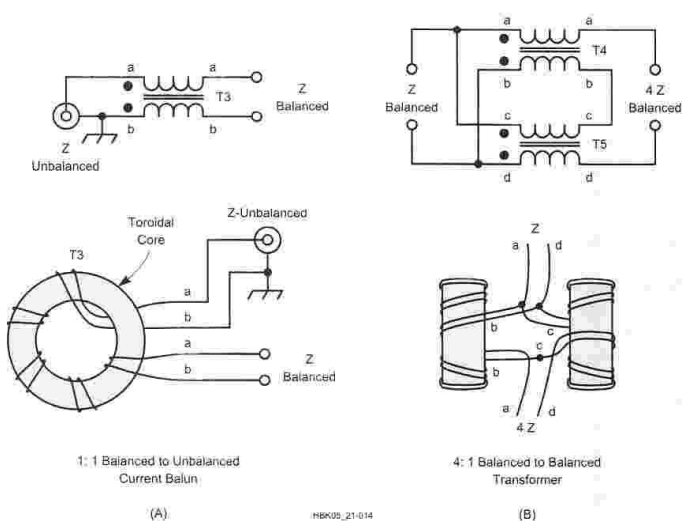 a
a
T3
b
b
Z
Balanced
Z
Unbalanced
a
a
T4
b
b
Z
Balanced
4 Z
Balanced
c
c
T5
d
d
Toroidal
Core
T3
Z-Unbalanced
a
b
a
b
Z
Balanced
Z
a
d
b
c
c
b
a
d
4 Z
1: 1 Balanced to Unbalanced
Current Balun
4: 1 Balanced to Balanced
Transformer
(A)
HBK05_21-014
(B)